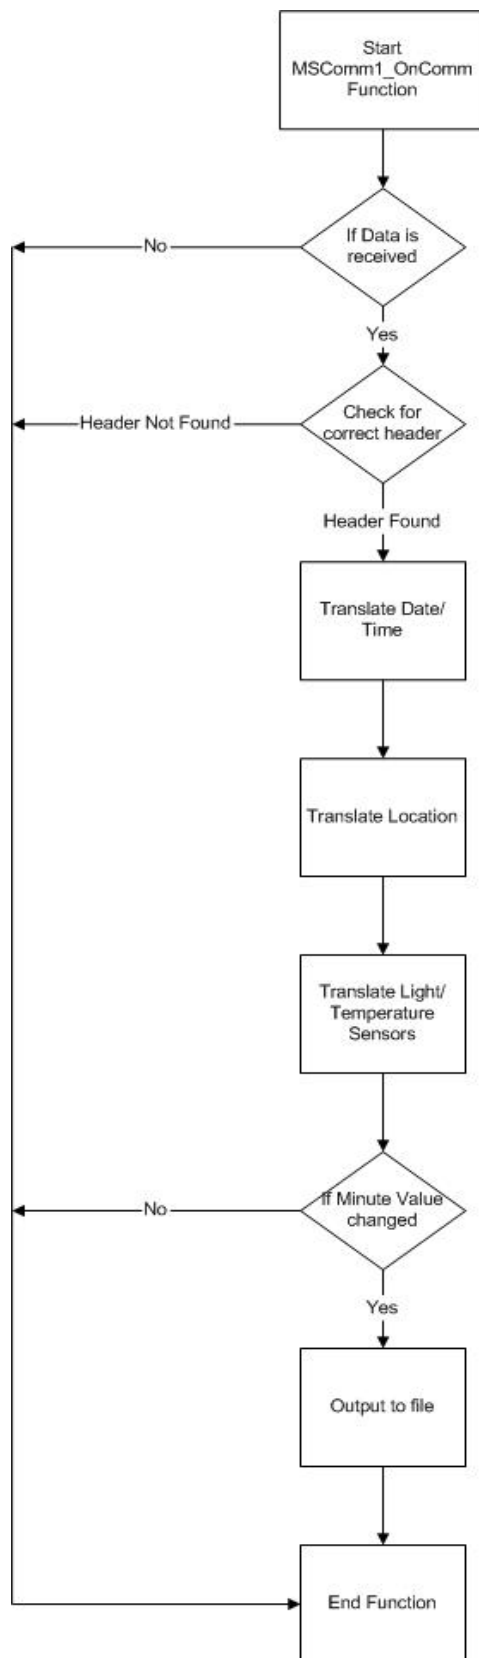 Start
MSComm1_OnComm
Function
If Data is
received
No
Yes
Check for
correct header
Header Not Found
Header Found
Translate Date/
Time
Translate Location
Translate Light/
Temperature
Sensors
If Minute Value
changed
No
Yes
Output to file
End Function